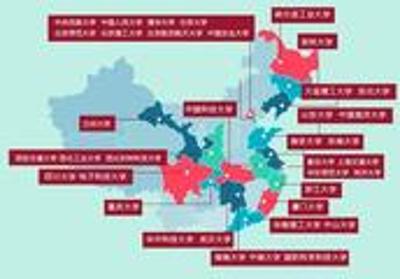 中央民族大学 中国人民大学 清华大学 北京大学
北京师范大学 北京理工大学 北京航空航天大学 中国农业大学
哈尔滨工业大学
吉林大学
大连理工大学 东北大学
山东大学 中国海洋大学
中国科技大学
兰州大学
南京大学 东南大学
西安交通大学 西北工业大学 西北农林科技大学
复旦大学 上海交通大学
华东师范大学 同济大学
四川大学 电子科技大学
浙江大学
重庆大学
厦门大学
华南理工大学 中山大学
华中科技大学 武汉大学
湖南大学 中南大学 国防科学科技大学